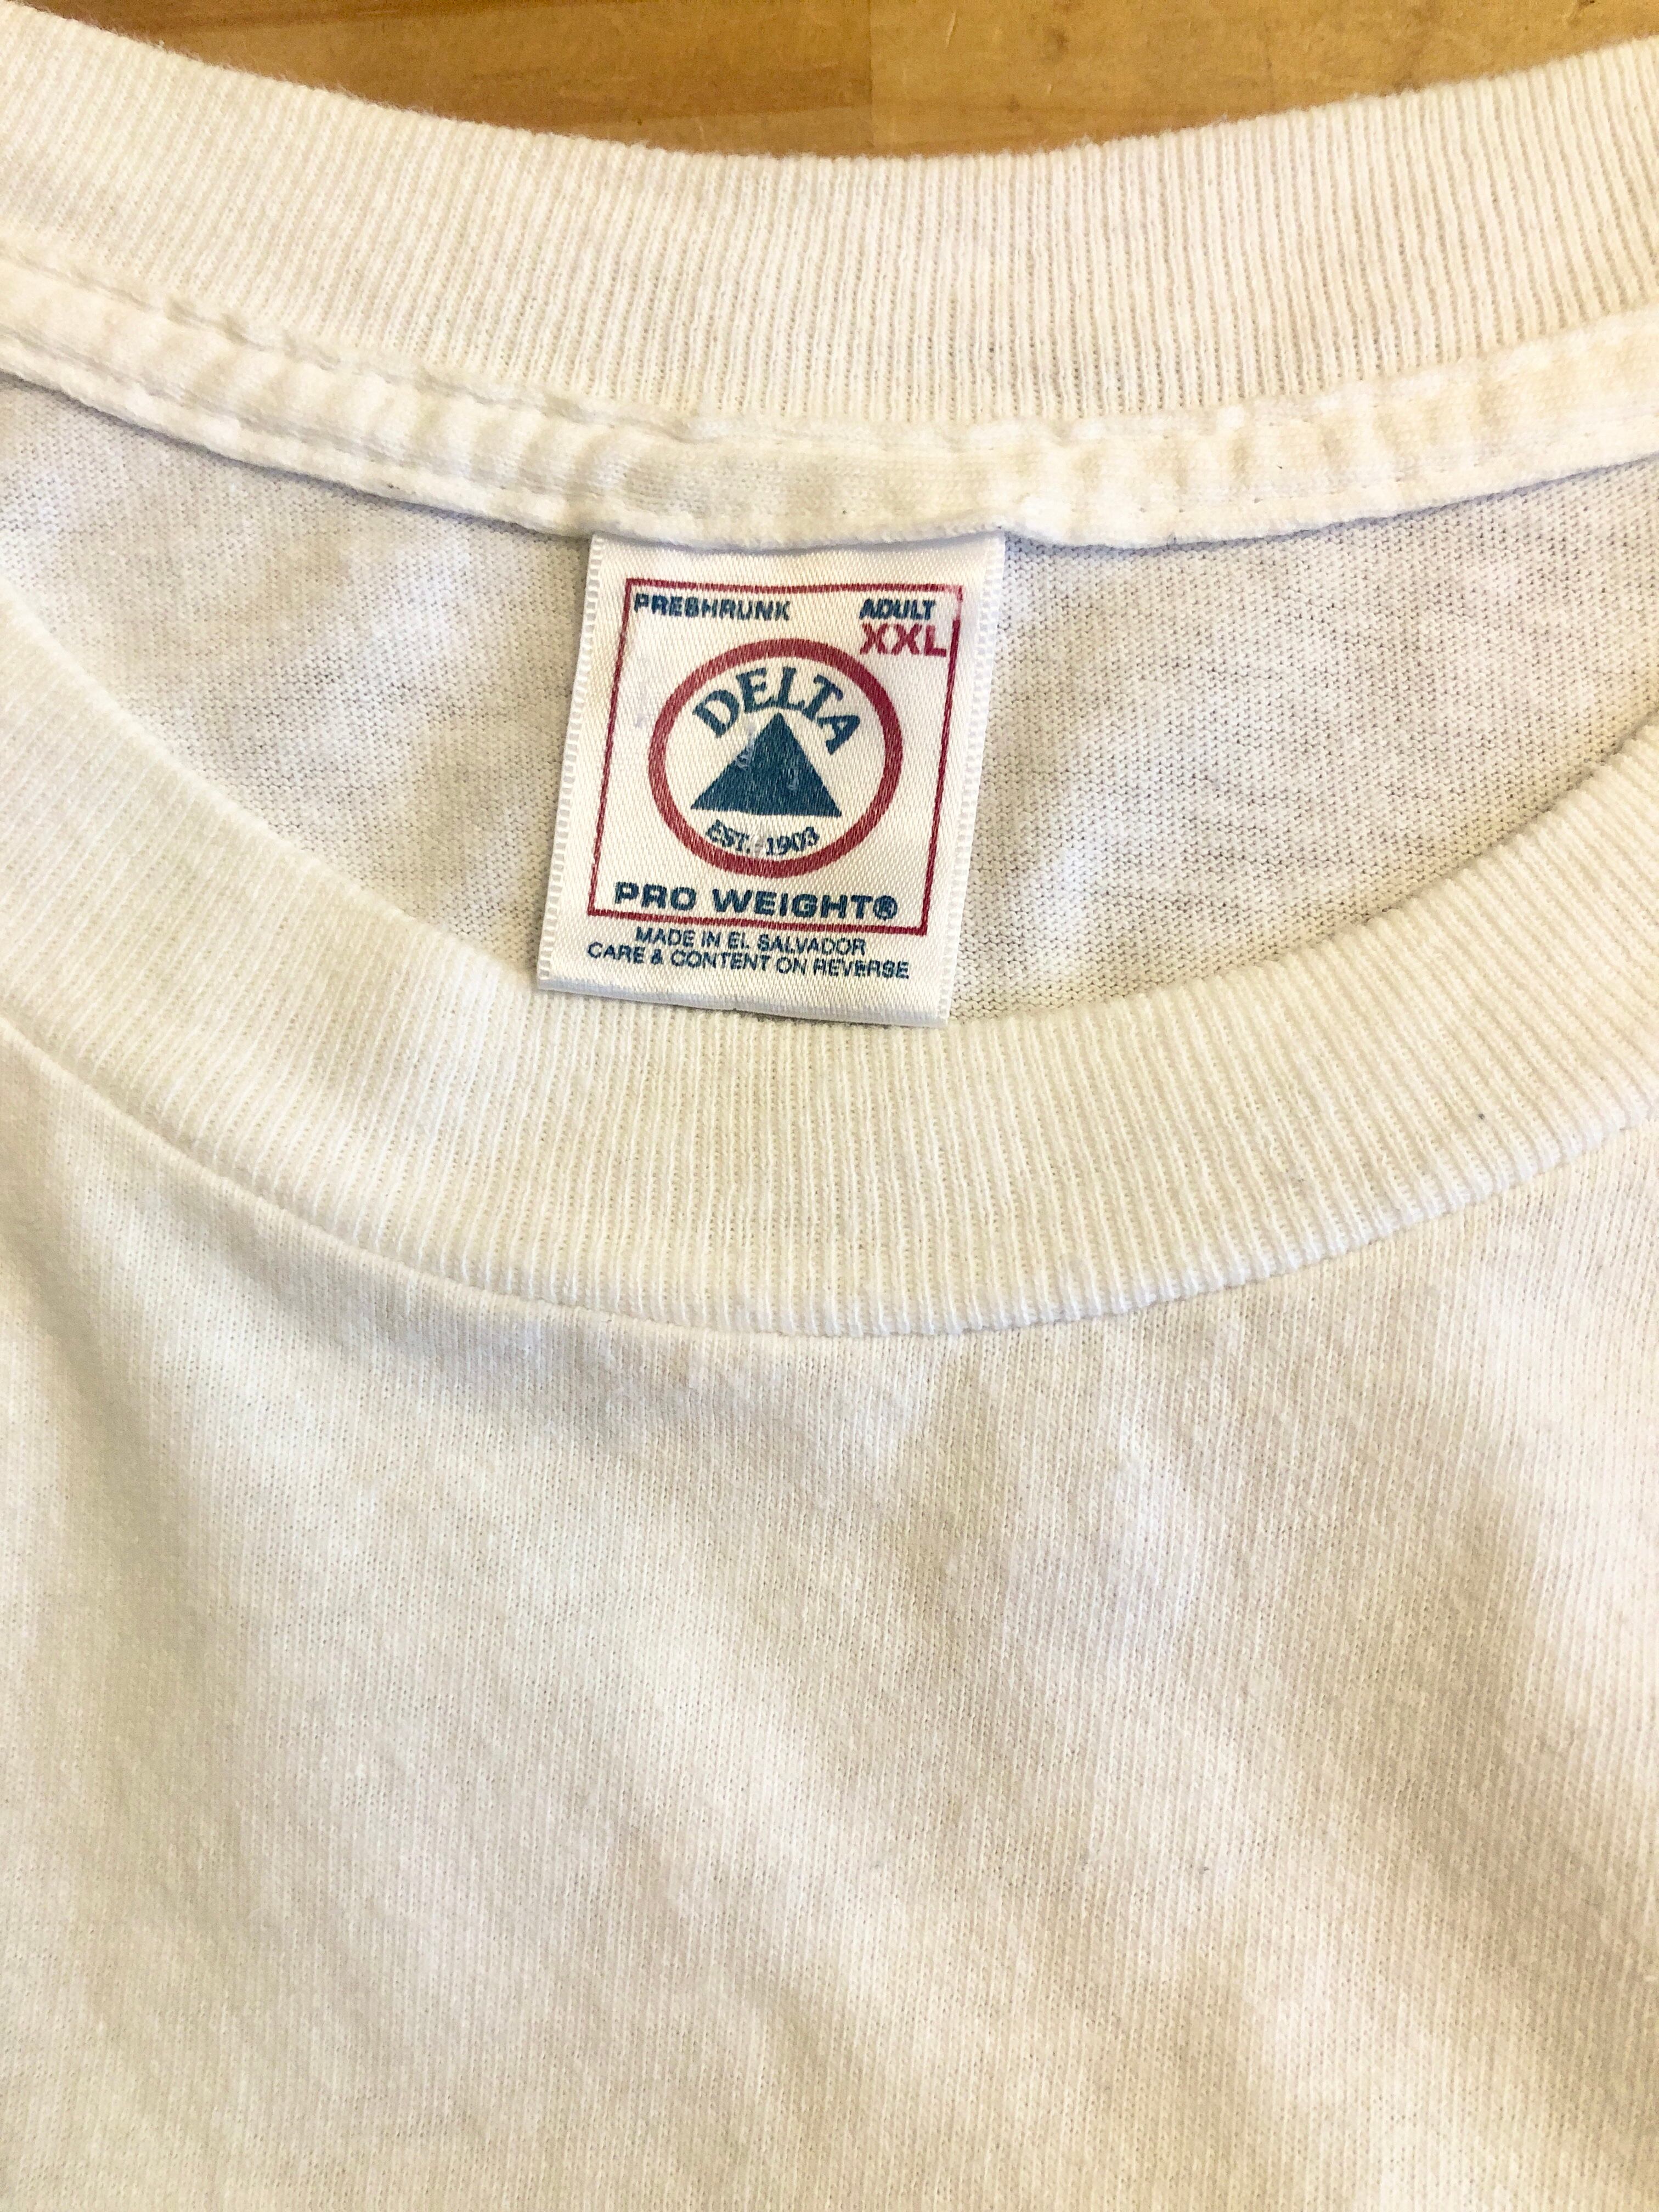 PRESHRUNK ADULT
XXL
DELTA
EST. 1903
PRO WEIGHT®
MADE IN EL SALVADOR
CARE & CONTENT ON REVERSE